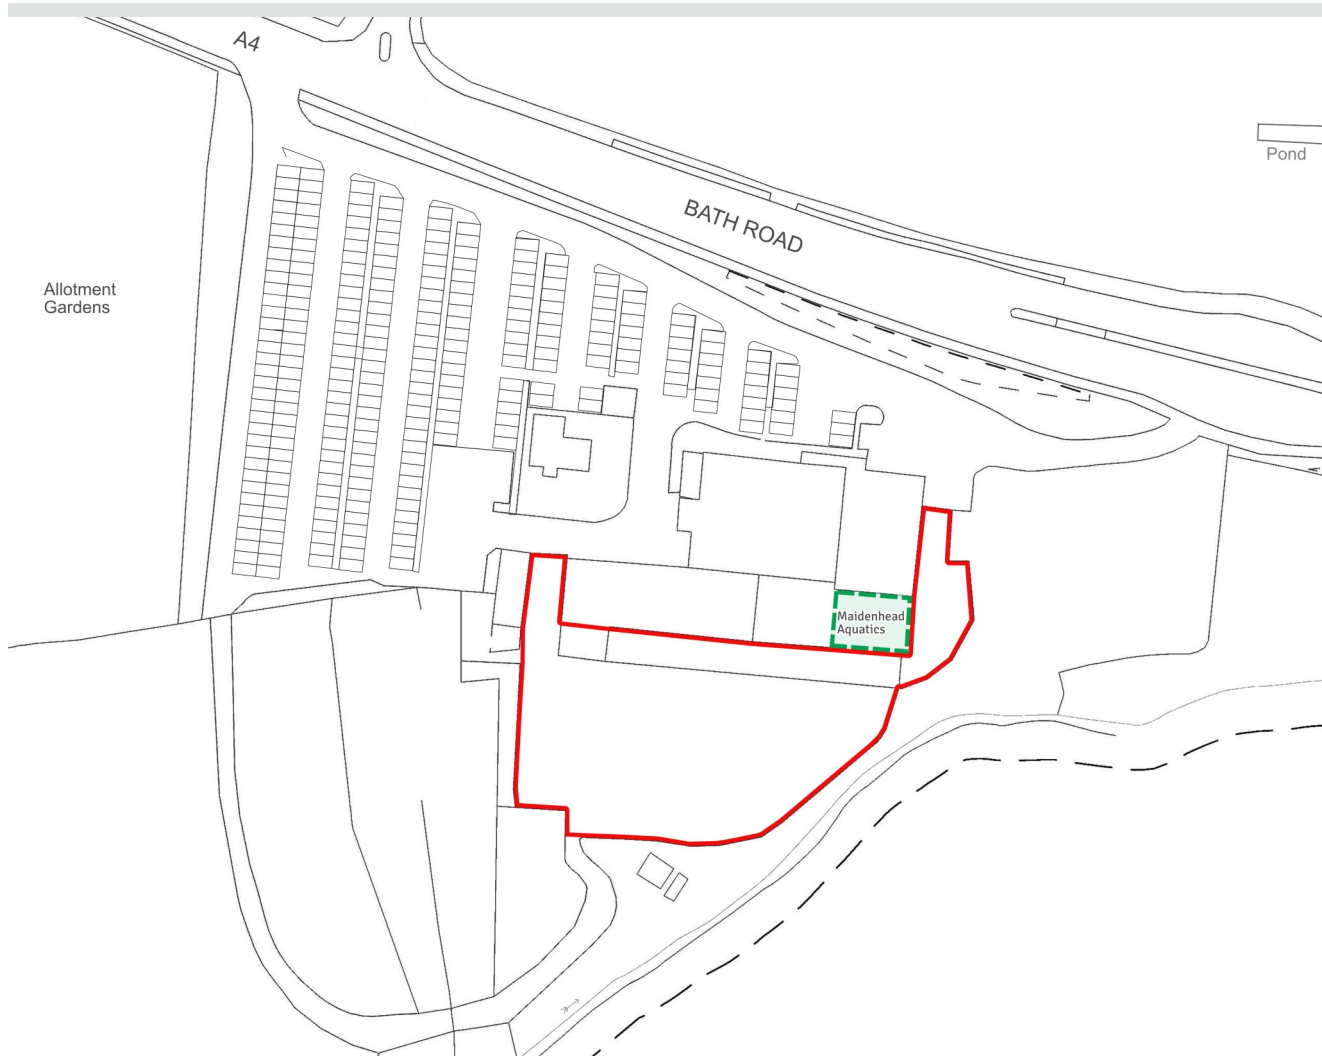 A4
Pond
BATH ROAD
Allotment
Gardens
Maidenhead
Aquatics